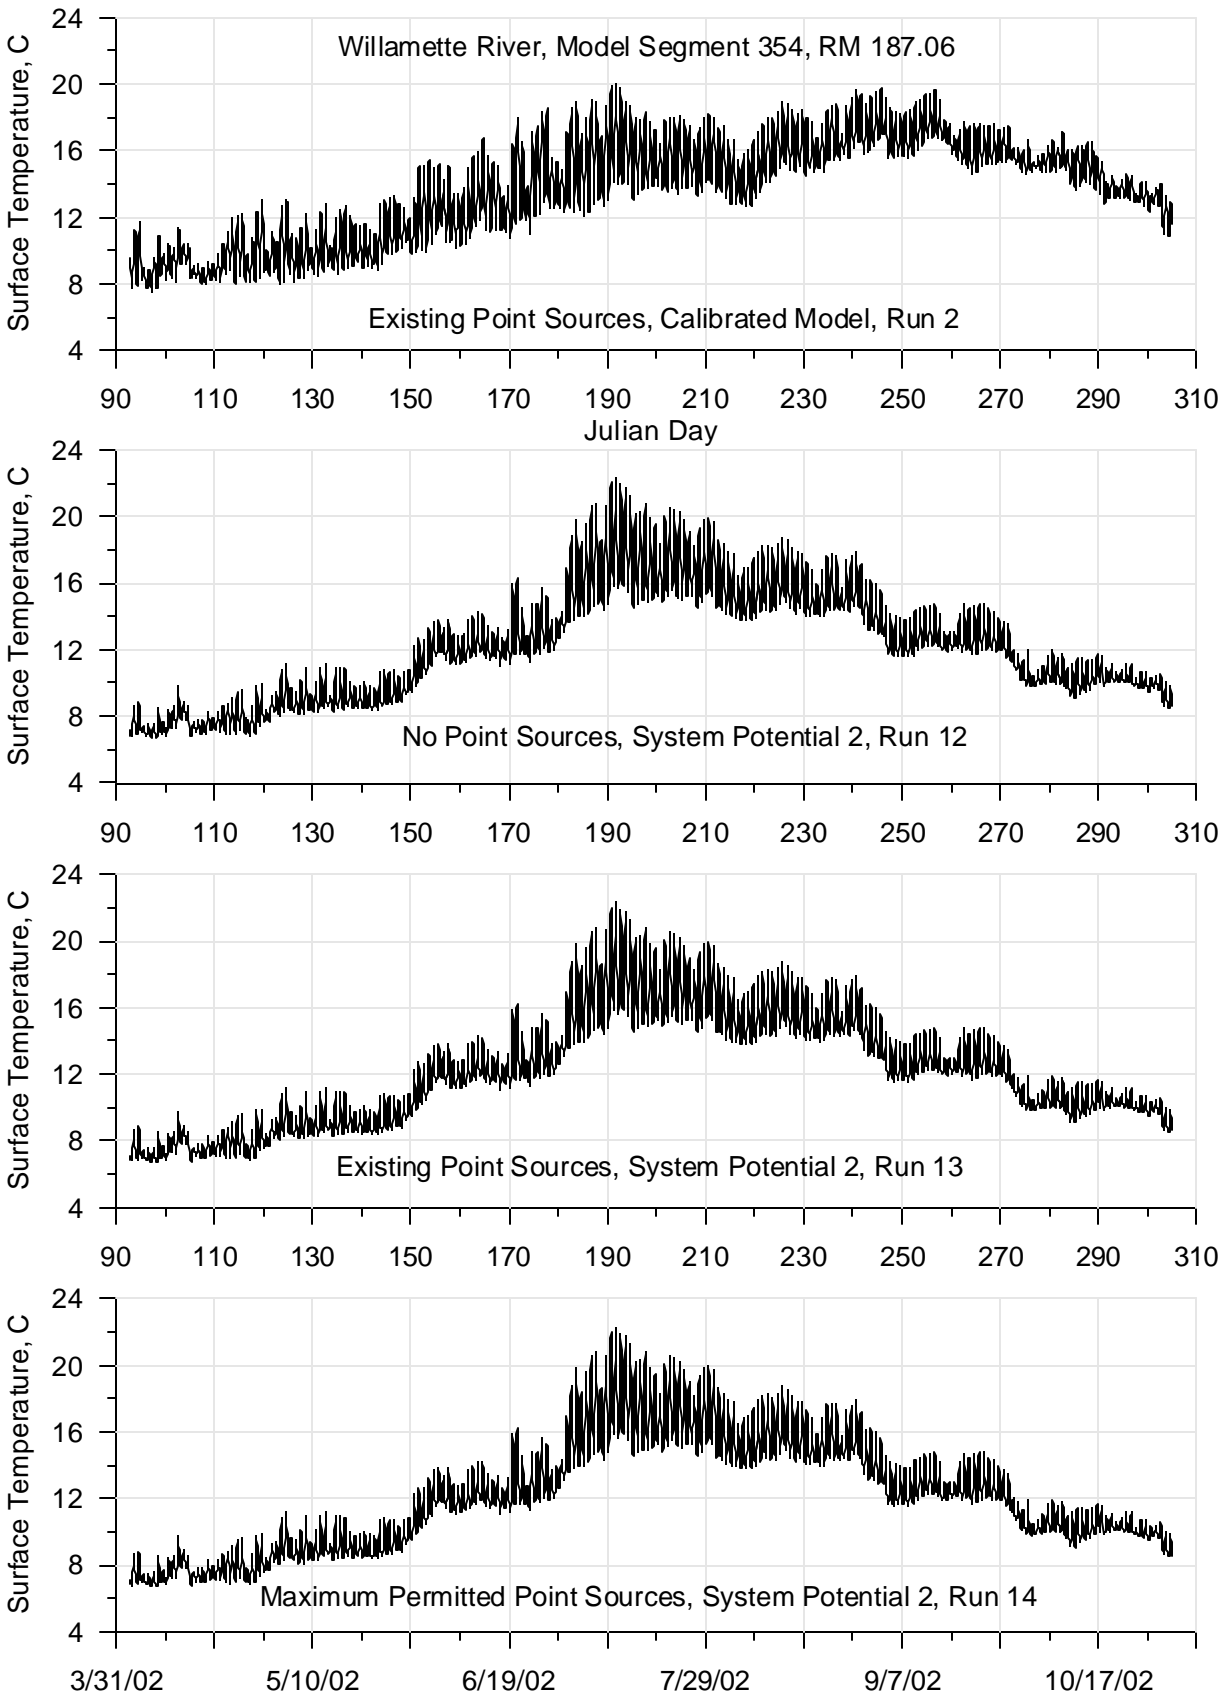 24
Willamette River, Model Segment 354, RM 187.06
20
16
12
8
4
Surface Temperature, C
Existing Point Sources, Calibrated Model, Run 2
90 110 130 150 170 190 210 230 250 270 290 310
Julian Day
24
20
16
12
8
4
Surface Temperature, C
No Point Sources, System Potential 2, Run 12
90 110 130 150 170 190 210 230 250 270 290 310
24
20
16
12
8
4
Surface Temperature, C
Existing Point Sources, System Potential 2, Run 13
90 110 130 150 170 190 210 230 250 270 290 310
24
20
16
12
8
4
Surface Temperature, C
Maximum Permitted Point Sources, System Potential 2, Run 14
3/31/02 5/10/02 6/19/02 7/29/02 9/7/02 10/17/02